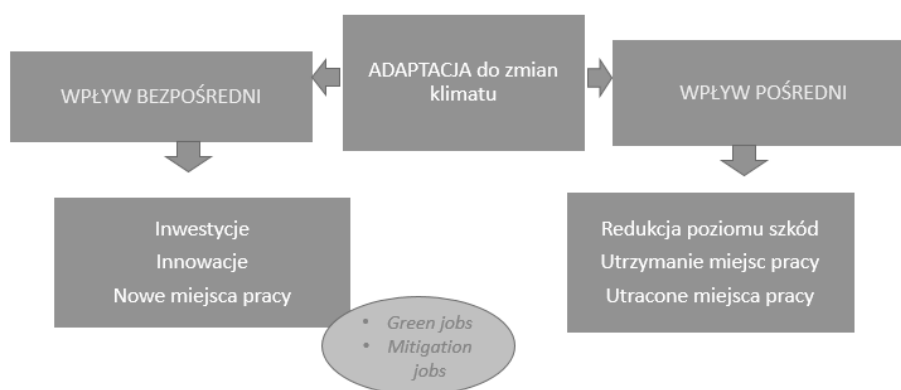 ADAPTACJA do zmian
klimatu
WPŁYW BEZPOŚREDNI
WPŁYW POŚREDNI
Inwestycje
Innowacje
Nowe miejsca pracy
Redukcja poziomu szkód
Utrzymanie miejsc pracy
Utracone miejsca pracy
• Green jobs
• Mitigation
jobs